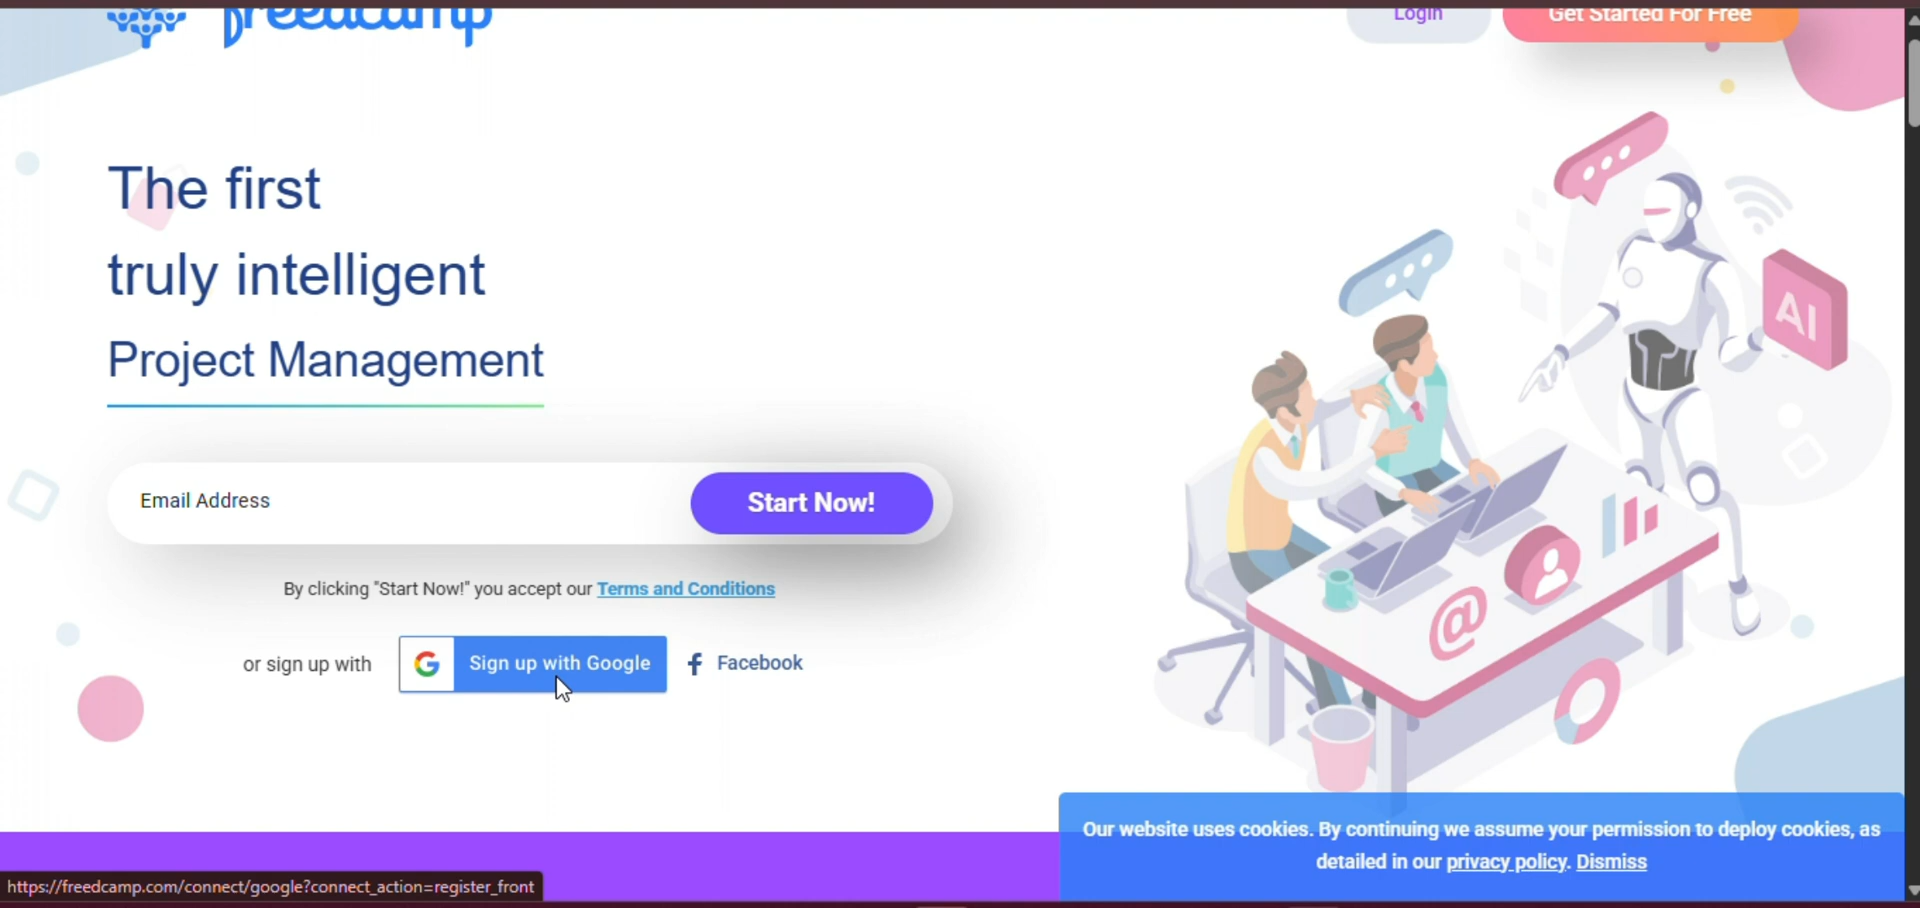 freedcamp
Login
Get Started For Free
The first
truly intelligent
Project Management
Email Address
Start Now!
By clicking "Start Now!" you accept our Terms and Conditions
or sign up with
G
Sign up with Google
f Facebook
AI
@
Our website uses cookies. By continuing we assume your permission to deploy cookies, as
detailed in our privacy policy. Dismiss
https://freedcamp.com/connect/google?connect_action=register_front